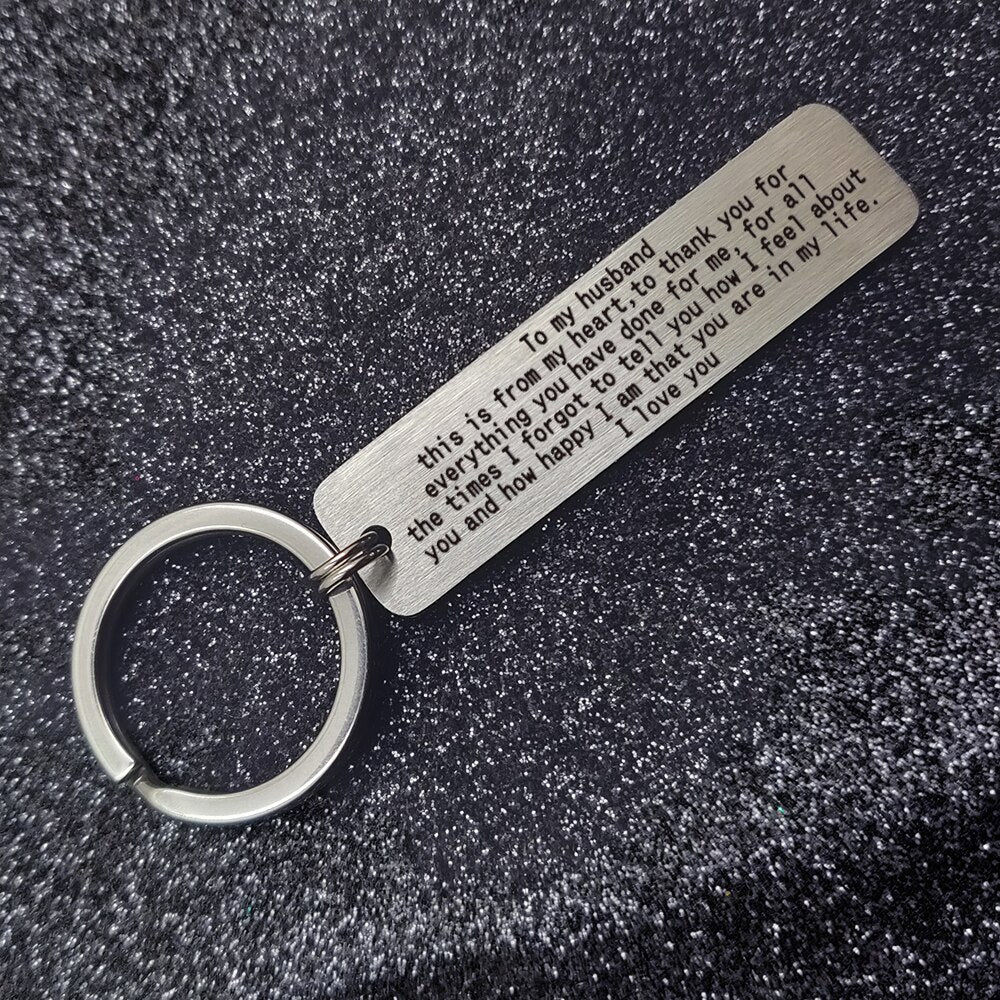 To my husband
this is from my heart,to thank you for
everything you have done for me, for all
the times I forgot to tell you how I feel about
you and how happy I am that you are in my life.
I love you